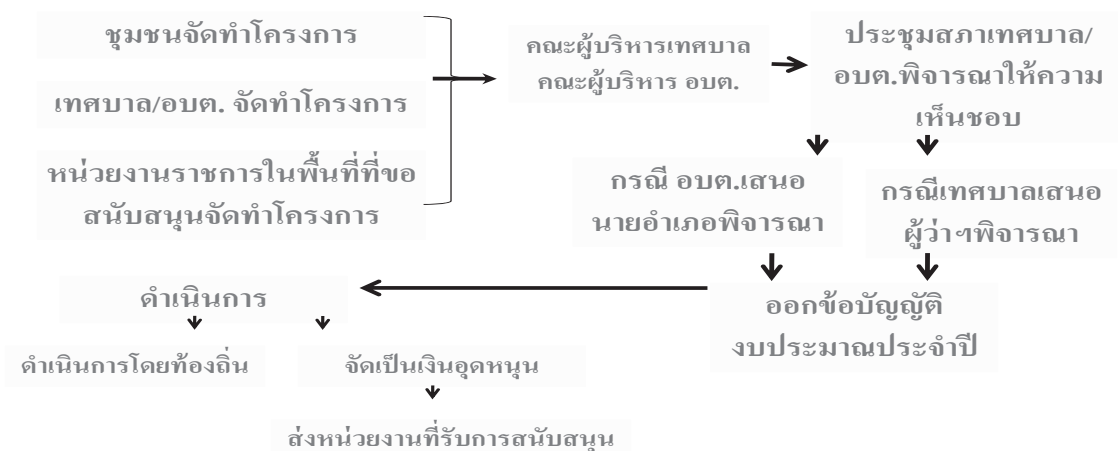 ชุมชนจัดทำโครงการ
เทศบาล/อบต. จัดทำโครงการ
หน่วยงานราชการในพื้นที่ที่ขอ
สนับสนุนจัดทำโครงการ
คณะผู้บริหารเทศบาล
คณะผู้บริหาร อบต.
ประชุมสภาเทศบาล/
อบต.พิจารณาให้ความ
เห็นชอบ
กรณี อบต.เสนอ
นายอำเภอพิจารณา
กรณีเทศบาลเสนอ
ผู้ว่าฯพิจารณา
ออกข้อบัญญัติ
งบประมาณประจำปี
ดำเนินการ
ดำเนินการโดยท้องถิ่น
จัดเป็นเงินอุดหนุน
ส่งหน่วยงานที่รับการสนับสนุน